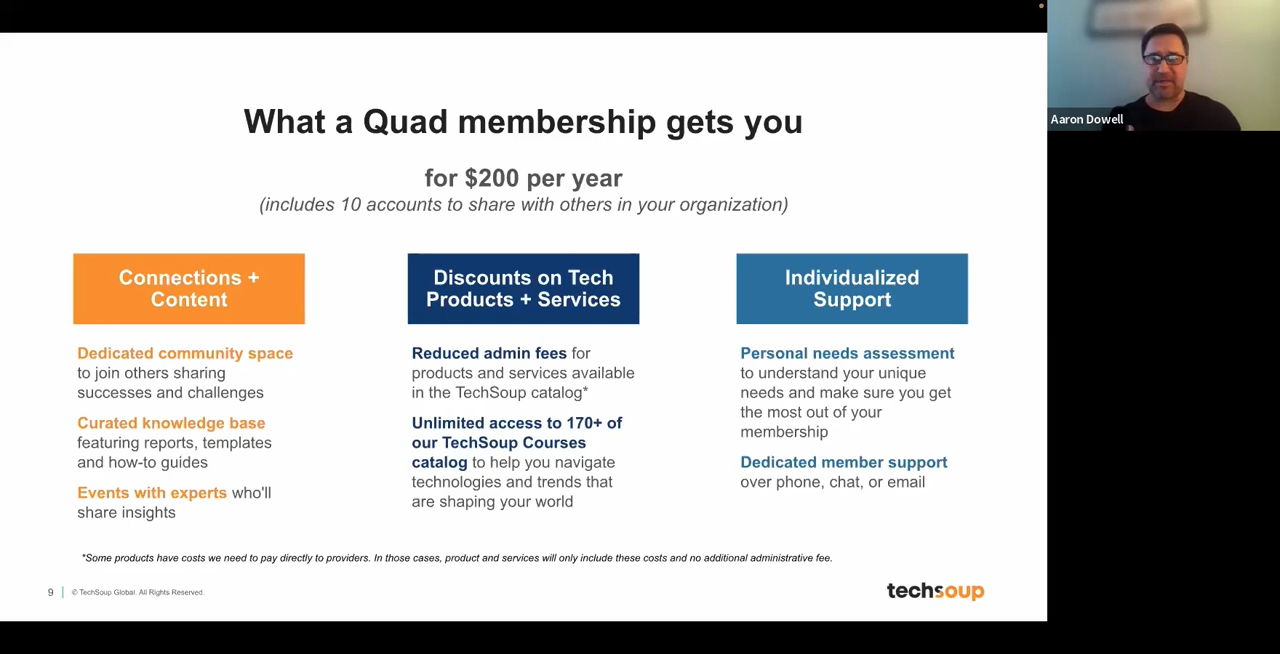 What a Quad membership gets you
for $200 per year
(includes 10 accounts to share with others in your organization)
Connections +
Content
Dedicated community space
to join others sharing
successes and challenges
Curated knowledge base
featuring reports, templates
and how-to guides
Events with experts who'll
share insights
Discounts on Tech
Products + Services
Reduced admin fees for
products and services available
in the TechSoup catalog*
Unlimited access to 170+ of
our TechSoup Courses
catalog to help you navigate
technologies and trends that
are shaping your world
Individualized
Support
Personal needs assessment
to understand your unique
needs and make sure you get
the most out of your
membership
Dedicated member support
over phone, chat, or email
*Some products have costs we need to pay directly to providers. In those cases, product and services will only include these costs and no additional administrative fee.
9 | © TechSoup Global. All Rights Reserved.
techsoup
Aaron Dowell